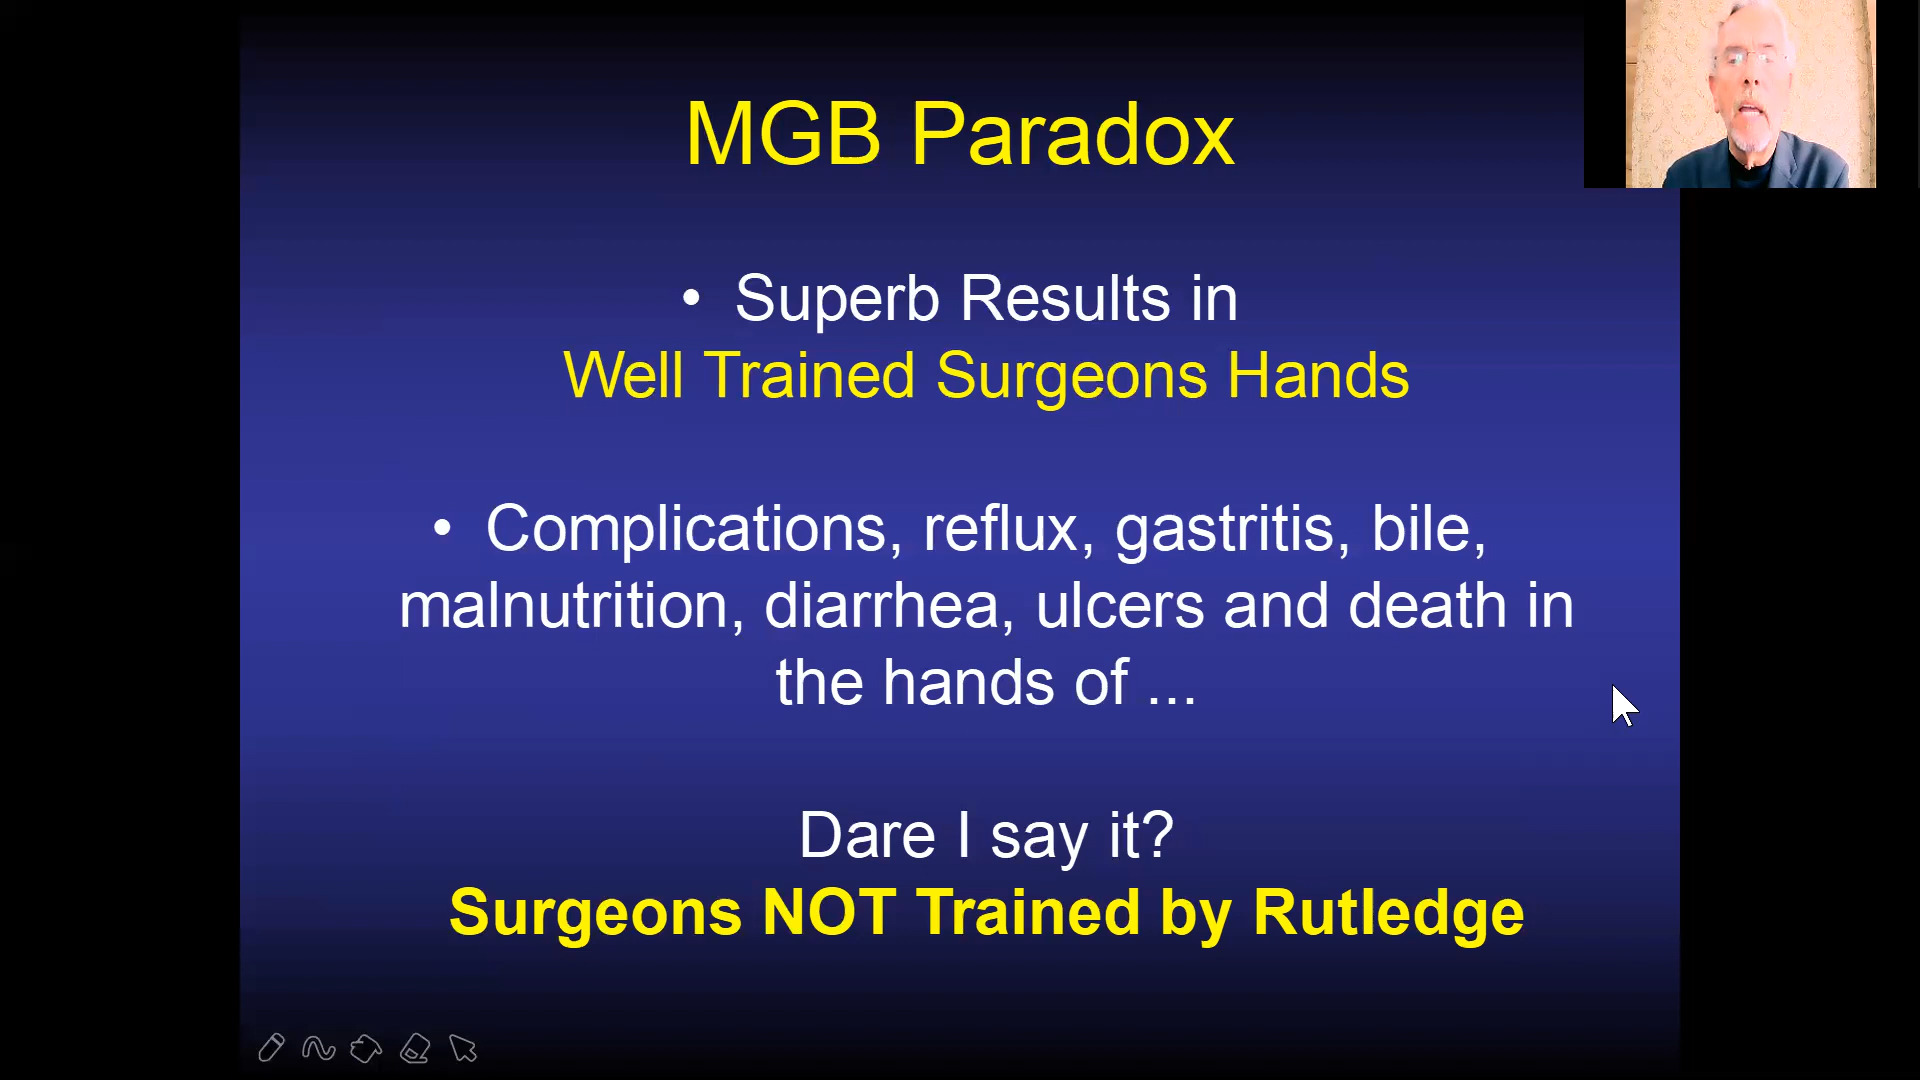 MGB Paradox
• Superb Results in
Well Trained Surgeons Hands
• Complications, reflux, gastritis, bile,
malnutrition, diarrhea, ulcers and death in
the hands of ...
Dare I say it?
Surgeons NOT Trained by Rutledge